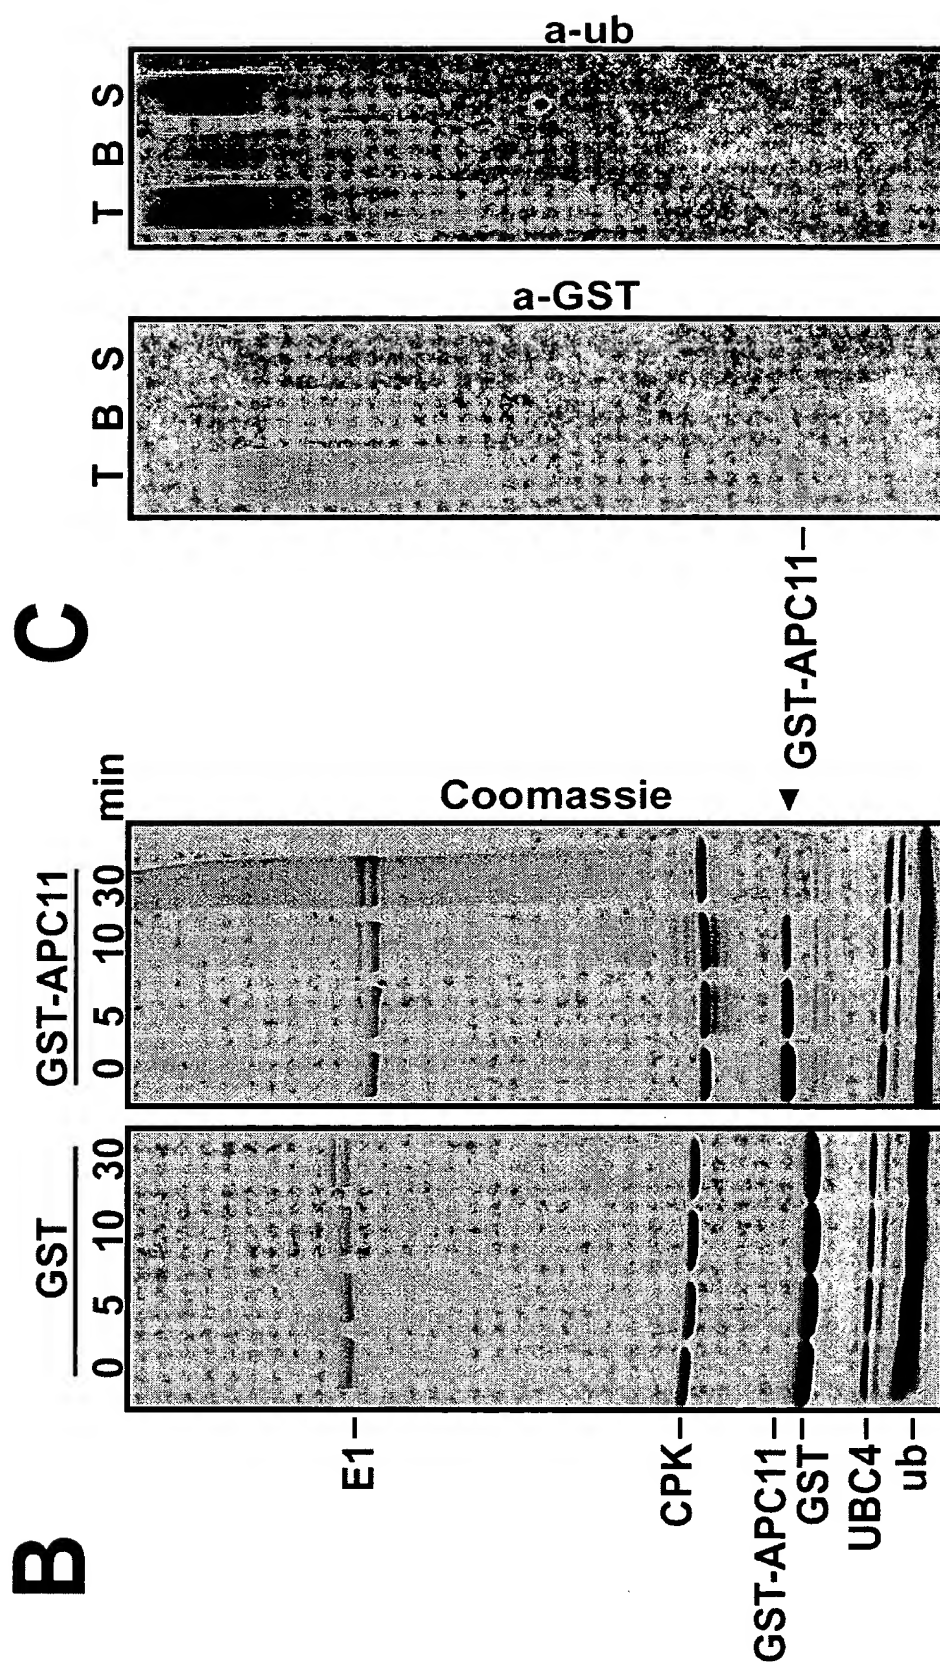 B
GST
GST-APC11
0 5 10 30
0 5 10 30 min
E1
CPK
GST-APC11
GST
UBC4
ub
Coomassie
C
T B S
T B S
GST-APC11
a-GST
a-ub